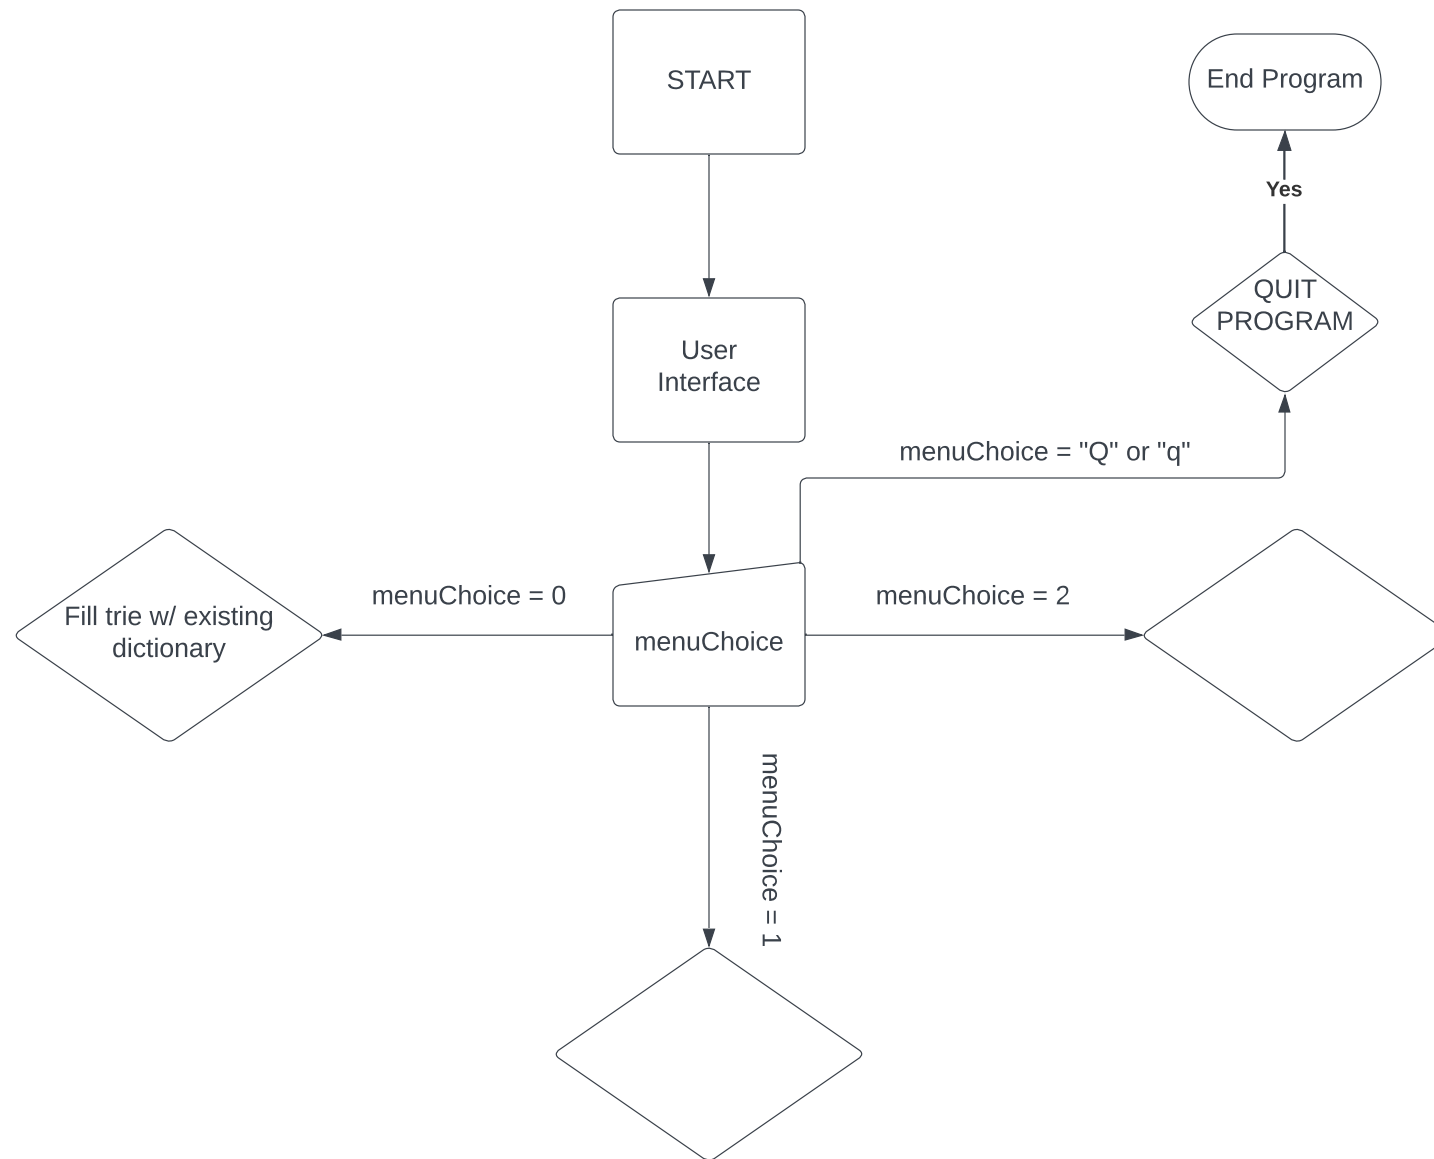 START
End Program
Yes
QUIT
PROGRAM
User
Interface
menuChoice = "Q" or "q"
menuChoice = 0
menuChoice = 2
Fill trie w/ existing
dictionary
menuChoice
menuChoice = 1